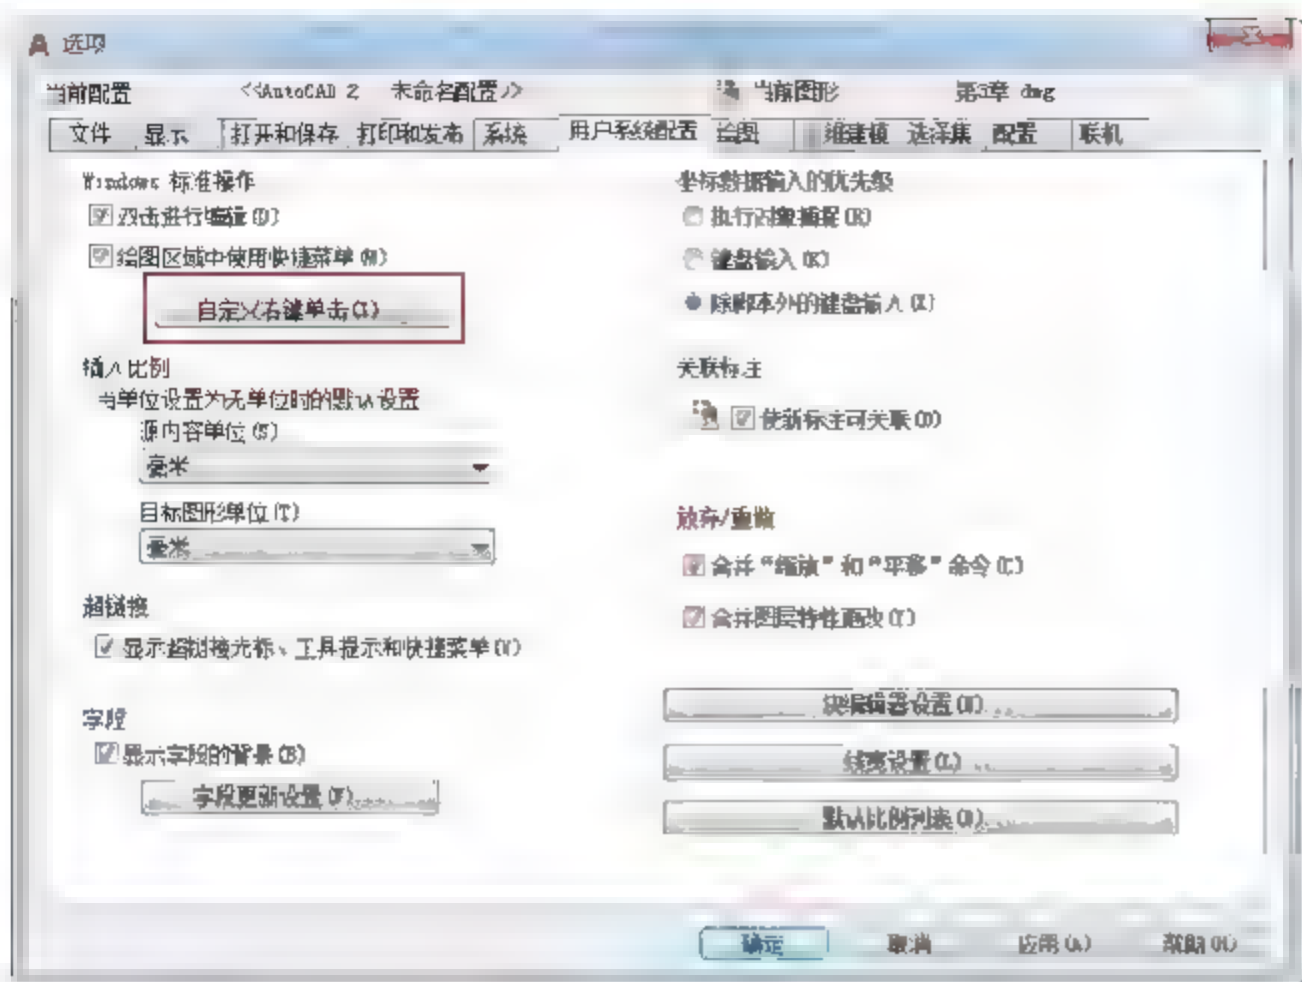 选项
当前配置 <<AutoCAD 2 未命名配置>> 当前图形 第3章 dwg
文件 显示 打开和保存 打印和发布 系统 用户系统配置 绘图 维建模 选择集 配置 联机
Windows 标准操作
双击进行编辑(O)
绘图区域中使用快捷菜单(M)
自定义右键单击(I)
插入比例
当单位设置为无单位时的默认设置
源内容单位(S)
毫米
目标图形单位(T)
毫米
超链接
显示超链接光标、工具提示和快捷菜单(Y)
字段
显示字段的背景(B)
字段更新设置(F)
坐标数据输入的优先级
执行对象捕捉(R)
键盘输入(K)
除脚本外的键盘输入(X)
关联标注
使新标注可关联(D)
放弃/重做
合并“缩放”和“平移”命令(C)
合并图层特性更改(T)
块编辑器设置(N)
线宽设置(L)
默认比例列表(D)
确定 取消 应用(A) 帮助(H)